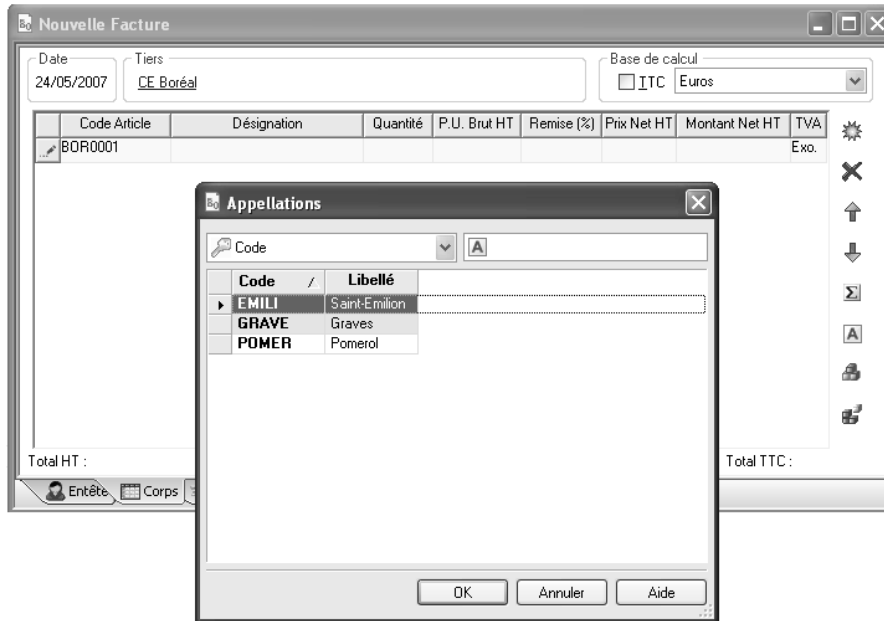 Nouvelle Facture
Date
Tiers
Base de calcul
24/05/2007
CE Boréal
TTC
Euros
Code Article Désignation Quantité P.U. Brut HT Remise (%) Prix Net HT Montant Net HT TVA
BOR0001 Exo.
Appellations
Code
A
Code Libellé
EMILI Saint-Emilion
GRAVE Graves
POMER Pomerol
Σ
A
Total HT :
Total TTC :
Entête Corps
OK Annuler Aide